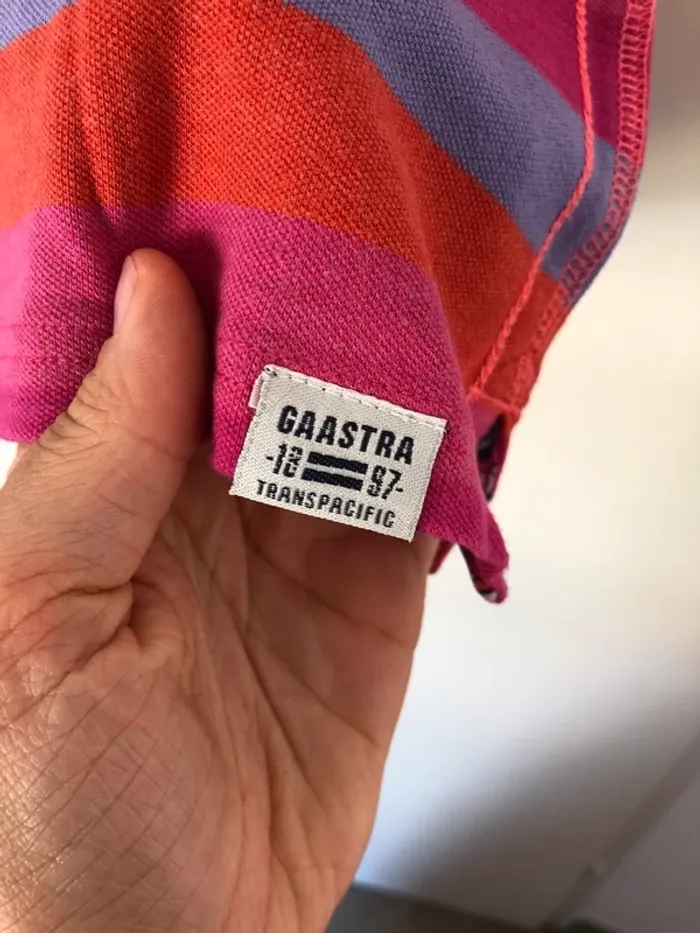 GAASTRA
-18 97-
TRANSPACIFIC